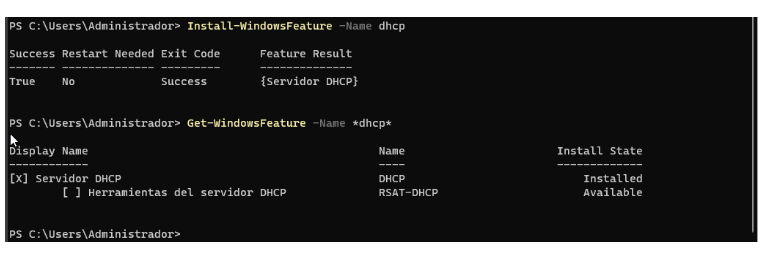 PS C:\Users\Administrador> Install-WindowsFeature -Name dhcp
Success Restart Needed Exit Code Feature Result
------- -------------- --------- --------------
True No Success {Servidor DHCP}
PS C:\Users\Administrador> Get-WindowsFeature -Name *dhcp*
Display Name Name Install State
------------ ---- -------------
[X] Servidor DHCP DHCP Installed
[ ] Herramientas del servidor DHCP RSAT-DHCP Available
PS C:\Users\Administrador>